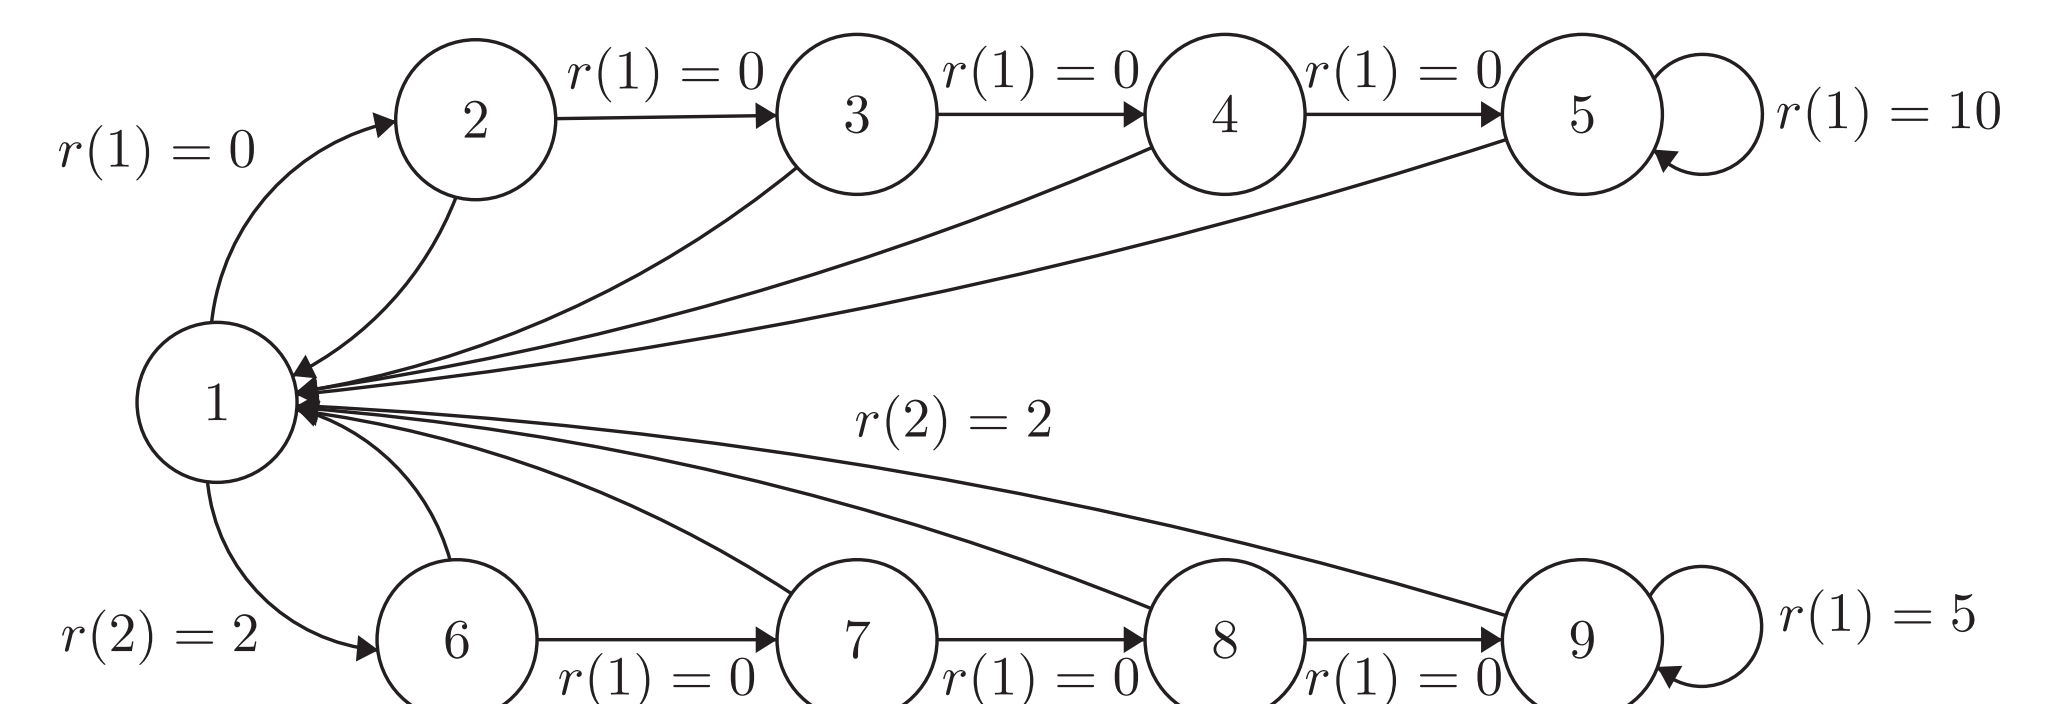 r(1) = 0 r(1) = 0 r(1) = 0
2 3 4 5 r(1) = 10
r(1) = 0
1
r(2) = 2
r(2) = 2
6 7 8 9 r(1) = 5
r(1) = 0 r(1) = 0 r(1) = 0